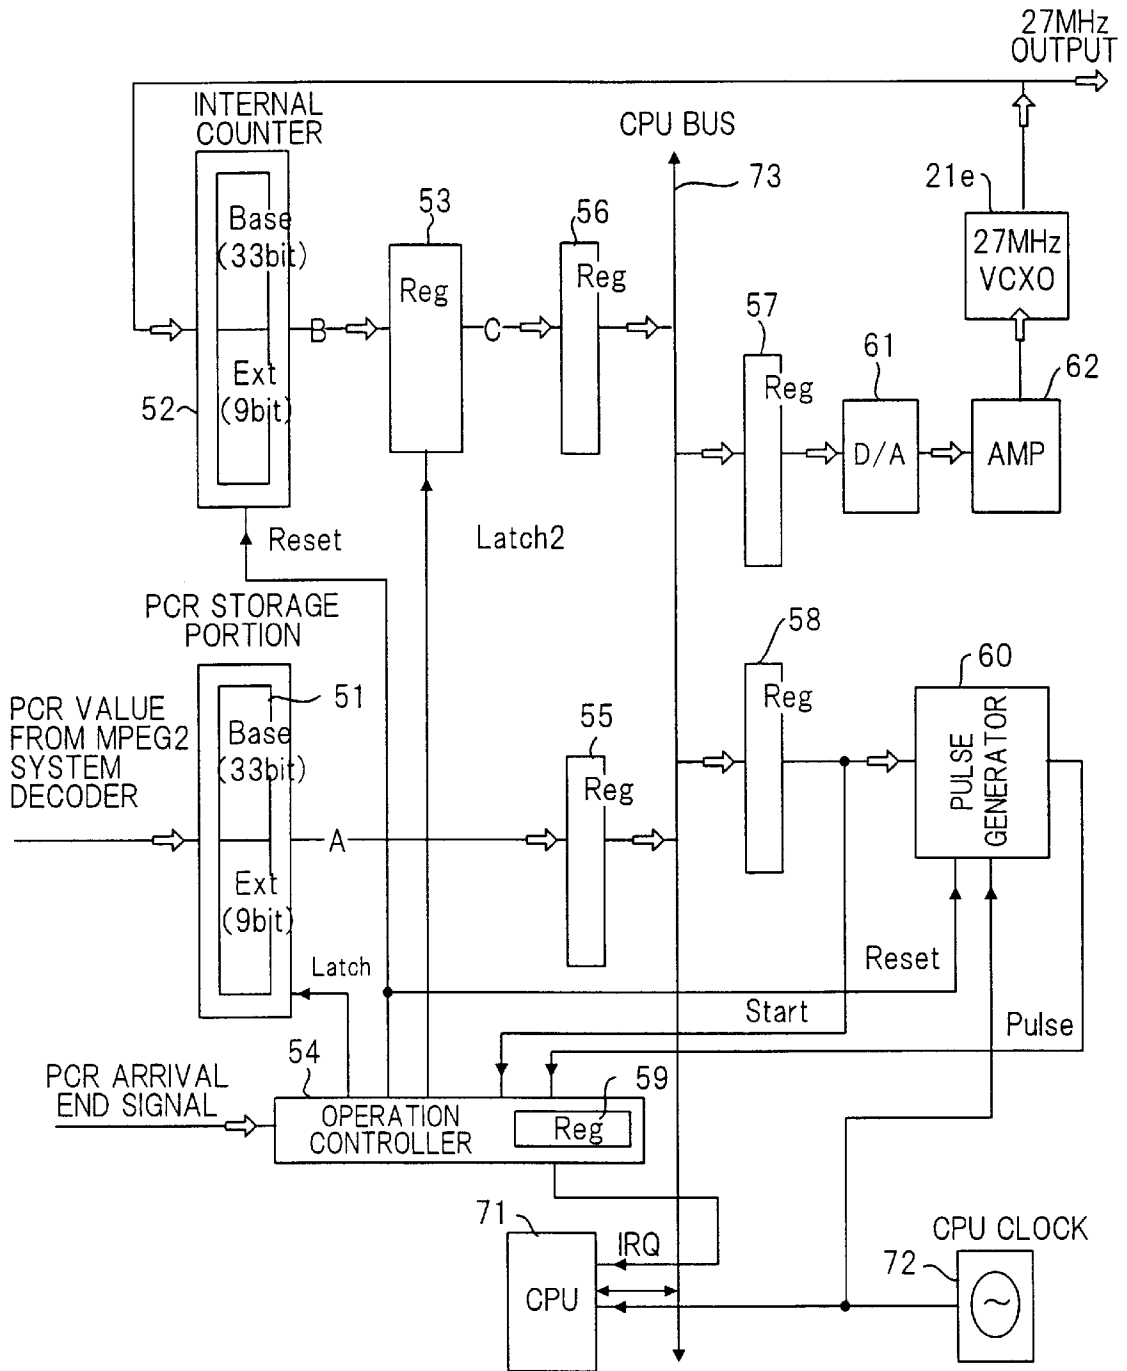 27MHz
OUTPUT
INTERNAL
COUNTER
CPU BUS
73
21e
53
56
Base
(33bit)
Reg
Reg
27MHz
VCXO
B
C
57
61
62
Ext
(9bit)
52
Reg
D/A
AMP
Reset
Latch2
PCR STORAGE
PORTION
58
60
51
PCR VALUE
FROM MPEG2
SYSTEM
DECODER
Base
(33bit)
55
Reg
Reg
PULSE
GENERATOR
A
Ext
(9bit)
Latch
Reset
Start
Pulse
54
59
PCR ARRIVAL
END SIGNAL
OPERATION
CONTROLLER
Reg
71
IRQ
CPU
CPU CLOCK
72
~